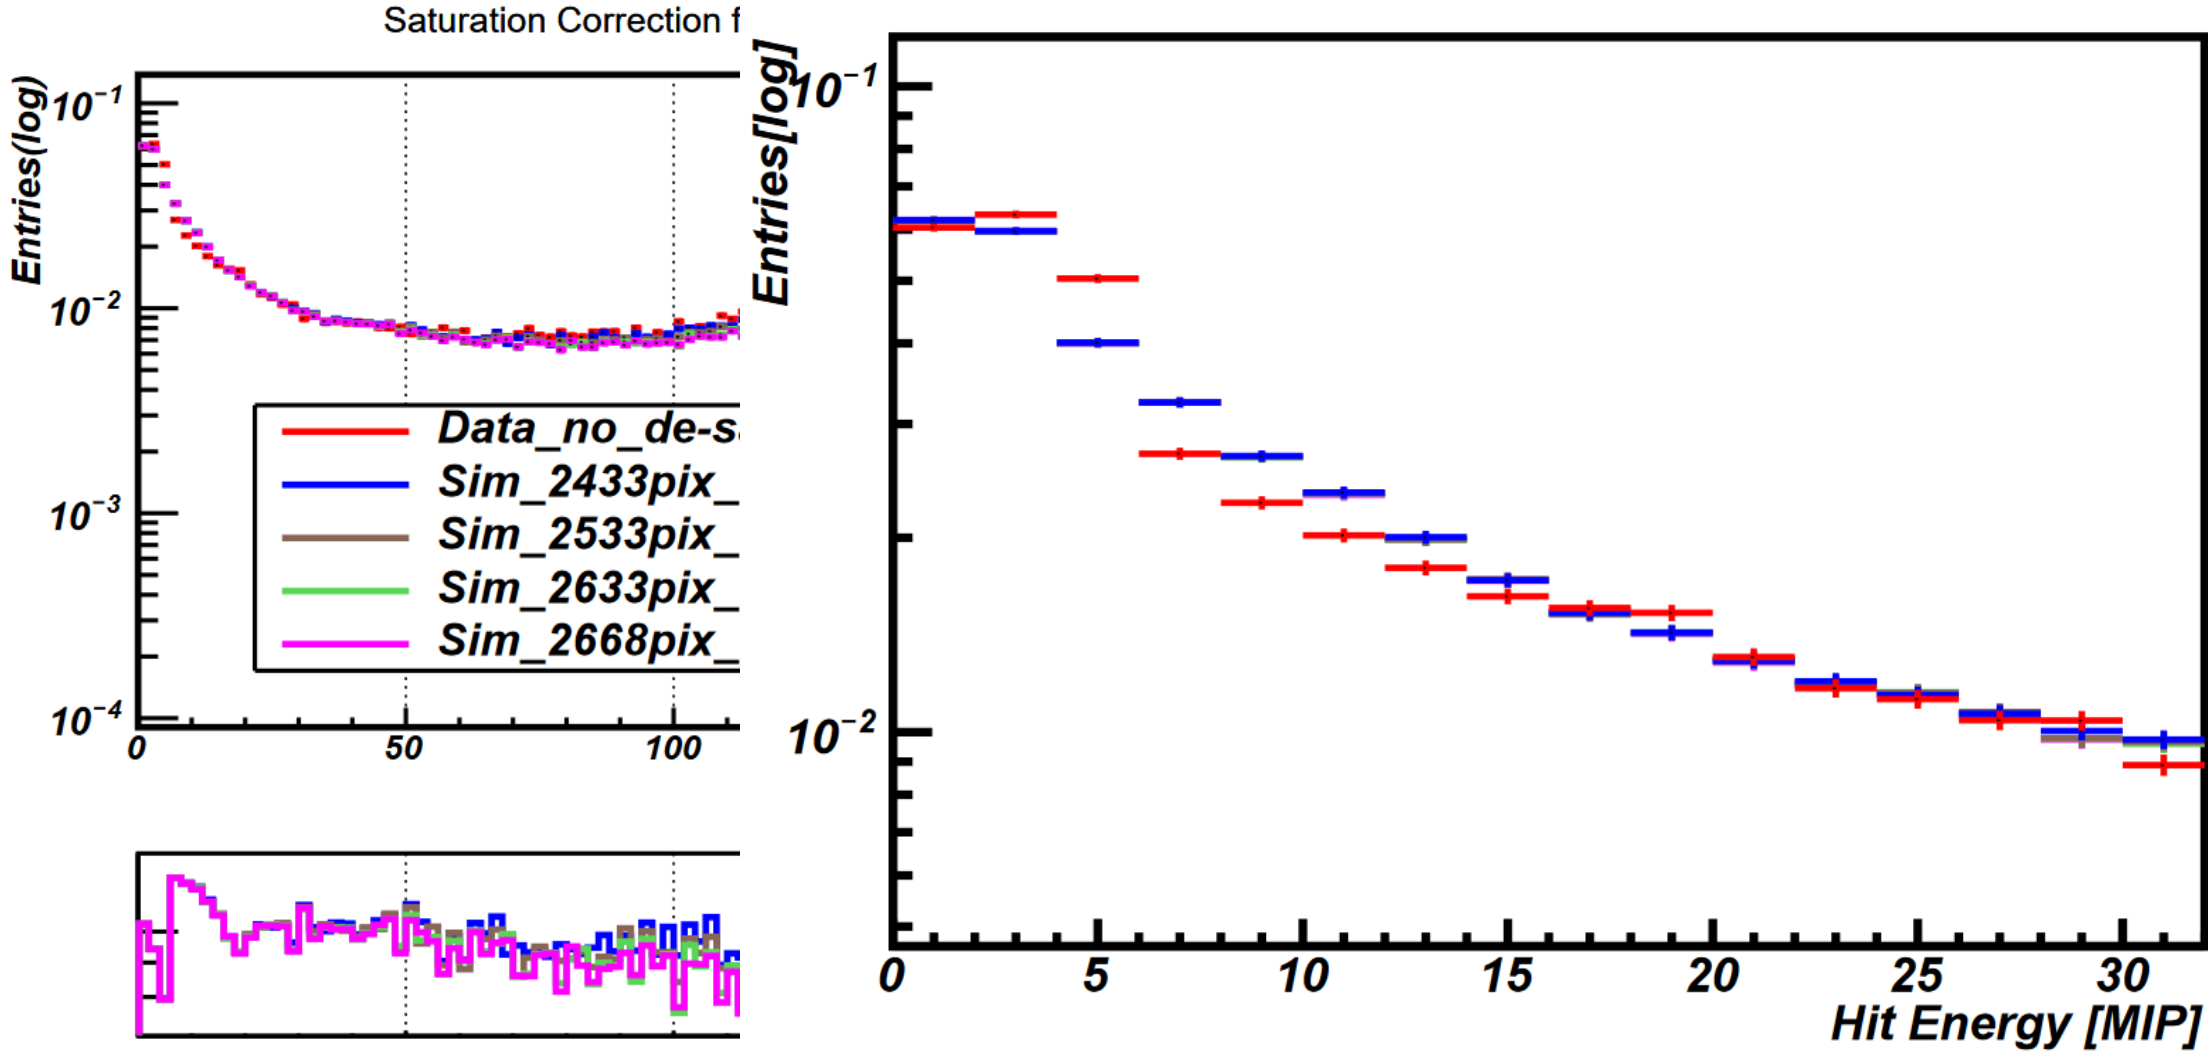 Saturation Correction f
Entries(log)
10−1
10−2
10−3
10−4
0
50
100
Data_no_de-s
Sim_2433pix_
Sim_2533pix_
Sim_2633pix_
Sim_2668pix_
Entries[log]
10−1
10−2
0
5
10
15
20
25
30
Hit Energy [MIP]